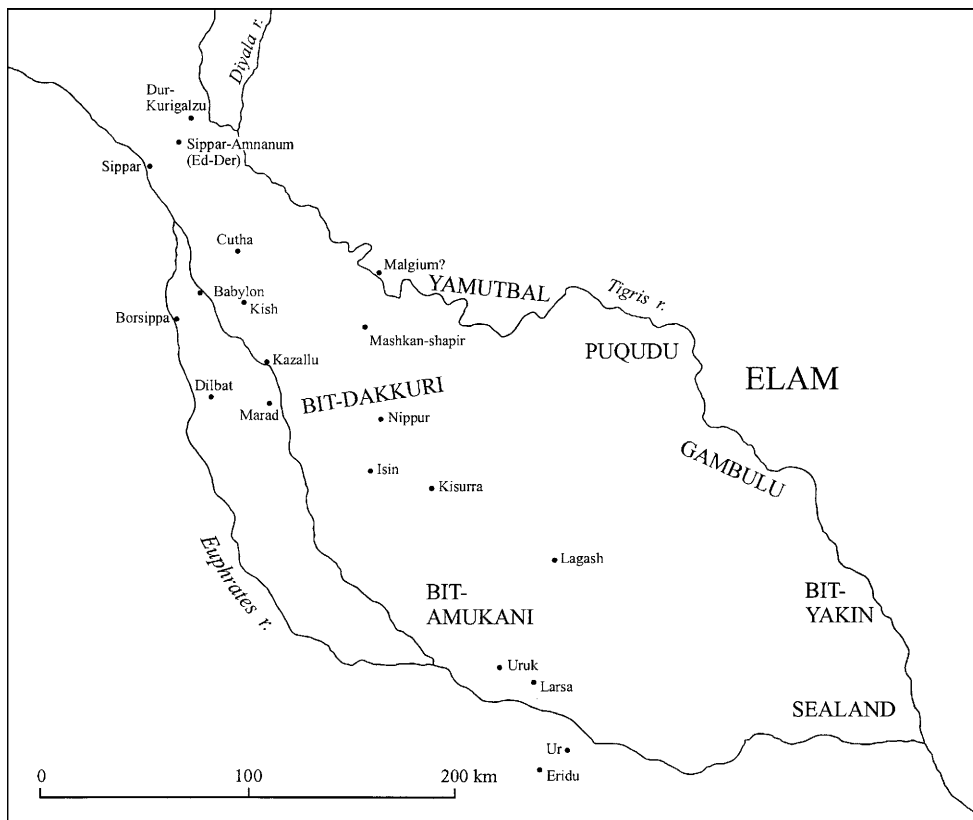 Diyala r.
Dur-
Kurigalzu
Sippar-Amnanum
(Ed-Der)
Sippar
Cutha
Malgium?
YAMUTBAL
Tigris r.
Babylon
Kish
Borsippa
Mashkan-shapir
PUQUDU
ELAM
Kazallu
Dilbat
Marad
BIT-DAKKURI
Nippur
GAMBULU
Isin
Kisurra
Euphrates r.
Lagash
BIT-
AMUKANI
BIT-
YAKIN
Uruk
Larsa
SEALAND
Ur
Eridu
0 100 200 km